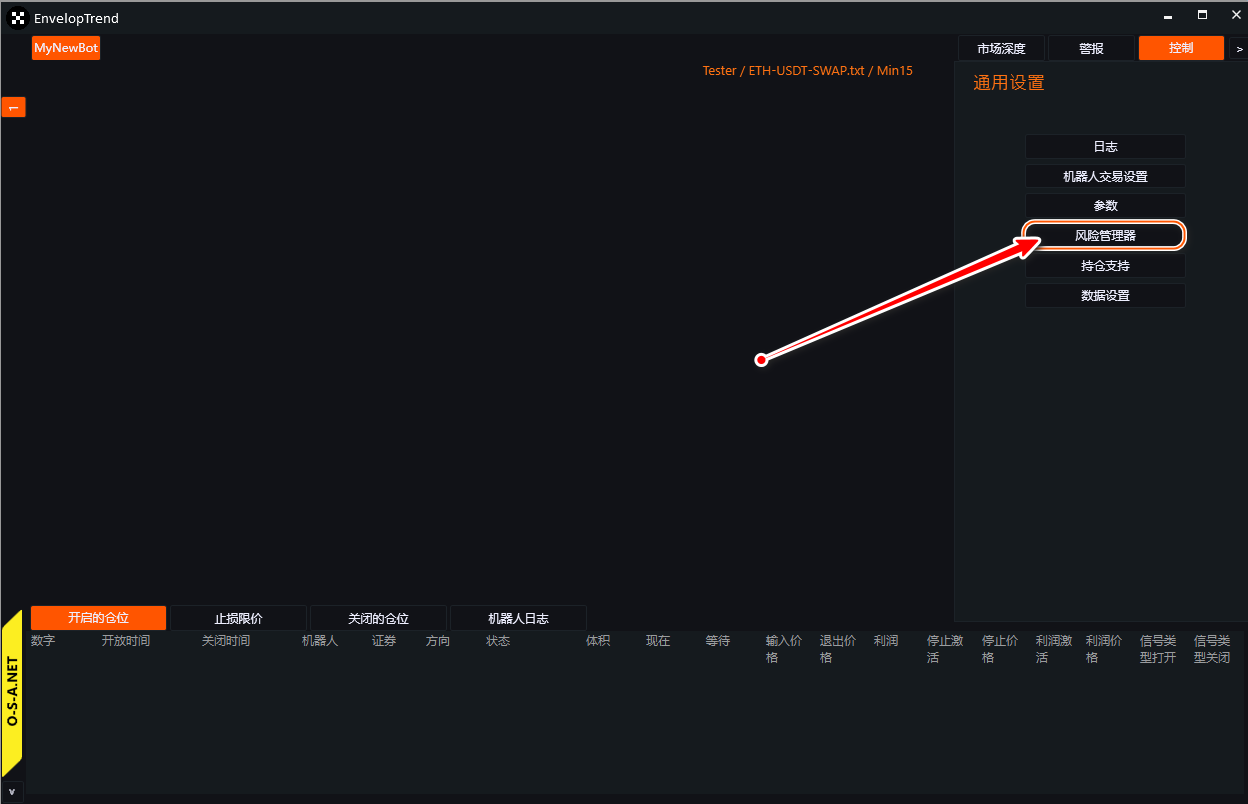 EnvelopTrend
MyNewBot
市场深度
警报
控制
>
Tester / ETH-USDT-SWAP.txt / Min15
通用设置
1
日志
机器人交易设置
参数
风险管理器
持仓支持
数据设置
开启的仓位
止损限价
关闭的仓位
机器人日志
数字
开放时间
关闭时间
机器人
证券
方向
状态
体积
现在
等待
输入价
格
退出价
格
利润
停止激
活
停止价
格
利润激
活
利润价
格
信号类
型打开
信号类
型关闭
O-S-A.NET
v